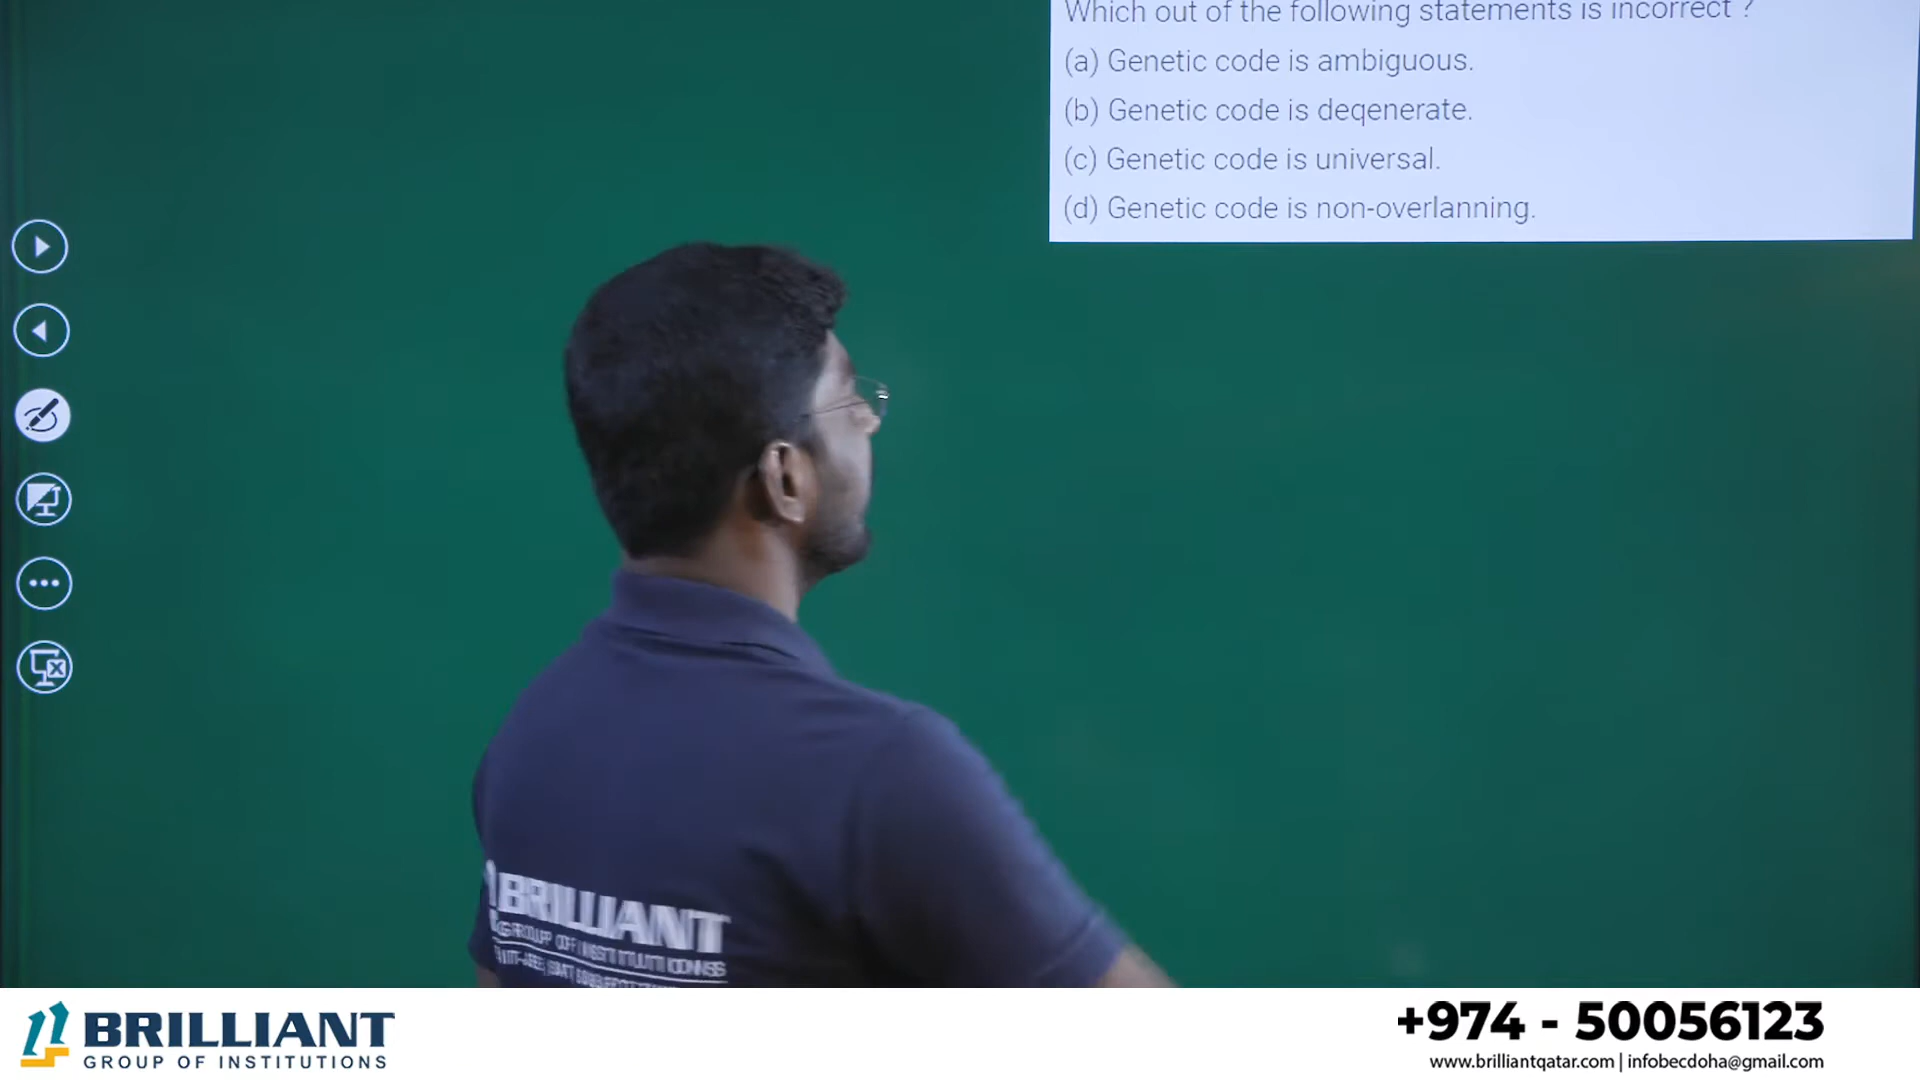 Which out of the following statements is incorrect ?
(a) Genetic code is ambiguous.
(b) Genetic code is deqenerate.
(c) Genetic code is universal.
(d) Genetic code is non-overlanning.
BRILLIANT
BRILLIANT
GROUP OF INSTITUTIONS
+974 - 50056123
www.brilliantqatar.com | infobecdoha@gmail.com